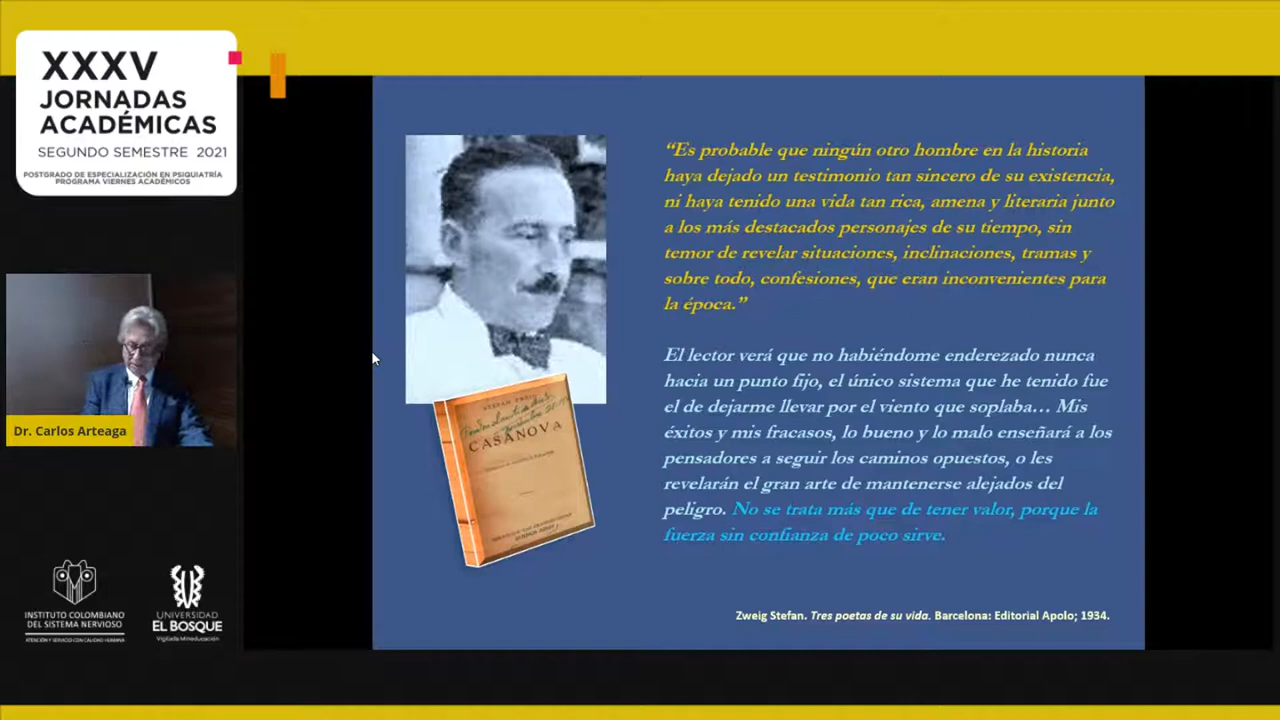 XXXV
JORNADAS
ACADÉMICAS
SEGUNDO SEMESTRE 2021
POSTGRADO DE ESPECIALIZACIÓN EN PSIQUIATRÍA
PROGRAMA VIERNES ACADÉMICOS
Dr. Carlos Arteaga
INSTITUTO COLOMBIANO
DEL SISTEMA NERVIOSO
ATENCIÓN Y SERVICIO CON CALIDAD HUMANA
UNIVERSIDAD
EL BOSQUE
Vigilada Mineducación
STEFAN ZWEIG
CASANOVA
“Es probable que ningún otro hombre en la historia
haya dejado un testimonio tan sincero de su existencia,
ni haya tenido una vida tan rica, amena y literaria junto
a los más destacados personajes de su tiempo, sin
temor de revelar situaciones, inclinaciones, tramas y
sobre todo, confesiones, que eran inconvenientes para
la época.”
El lector verá que no habiéndome enderezado nunca
hacia un punto fijo, el único sistema que he tenido fue
el de dejarme llevar por el viento que soplaba… Mis
éxitos y mis fracasos, lo bueno y lo malo enseñará a los
pensadores a seguir los caminos opuestos, o les
revelarán el gran arte de mantenerse alejados del
peligro. No se trata más que de tener valor, porque la
fuerza sin confianza de poco sirve.
Zweig Stefan. Tres poetas de su vida. Barcelona: Editorial Apolo; 1934.